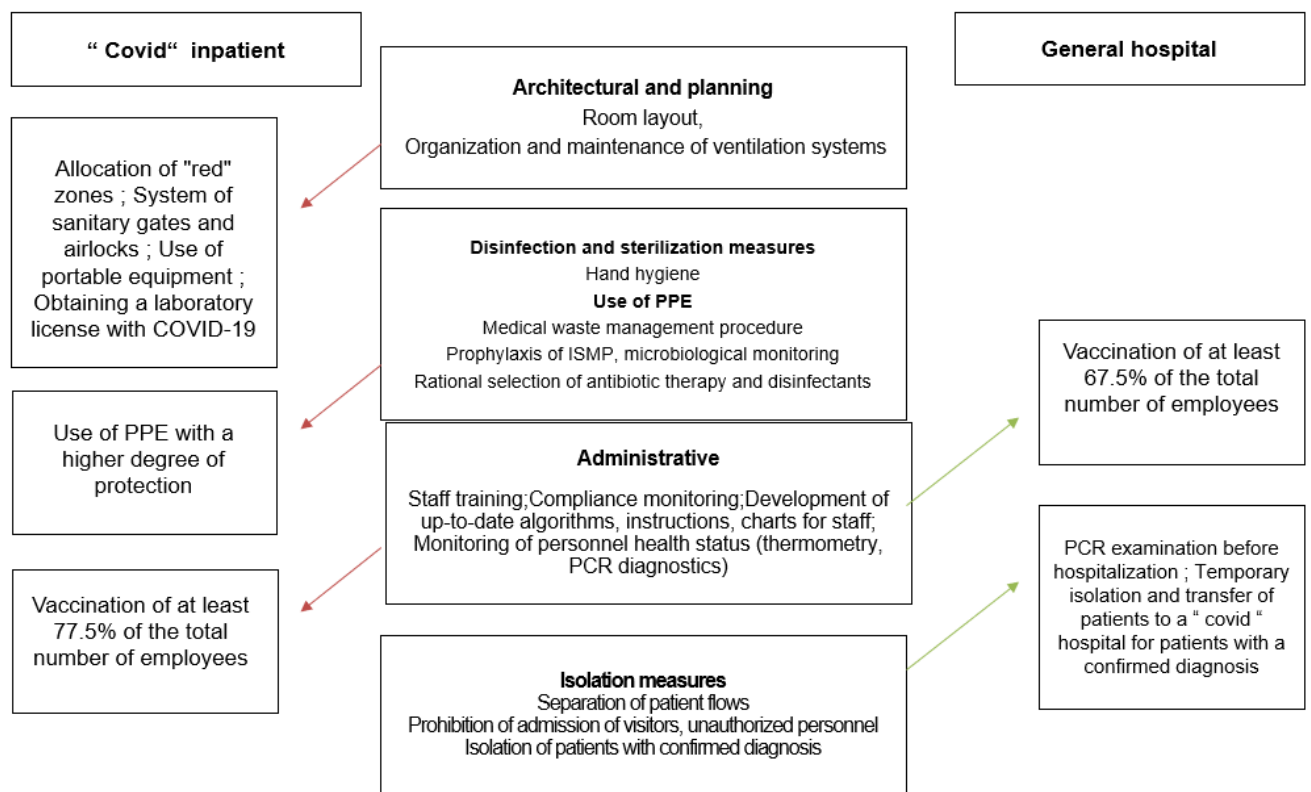 “ Covid“ inpatient
Allocation of "red"
zones ; System of
sanitary gates and
airlocks ; Use of
portable equipment ;
Obtaining a laboratory
license with COVID-19
Use of PPE with a
higher degree of
protection
Vaccination of at least
77.5% of the total
number of employees
Architectural and planning
Room layout,
Organization and maintenance of ventilation systems
Disinfection and sterilization measures
Hand hygiene
Use of PPE
Medical waste management procedure
Prophylaxis of ISMP, microbiological monitoring
Rational selection of antibiotic therapy and disinfectants
Administrative
Staff training;Compliance monitoring;Development of
up-to-date algorithms, instructions, charts for staff;
Monitoring of personnel health status (thermometry,
PCR diagnostics)
Isolation measures
Separation of patient flows
Prohibition of admission of visitors, unauthorized personnel
Isolation of patients with confirmed diagnosis
General hospital
Vaccination of at least
67.5% of the total
number of employees
PCR examination before
hospitalization ; Temporary
isolation and transfer of
patients to a “ covid “
hospital for patients with a
confirmed diagnosis